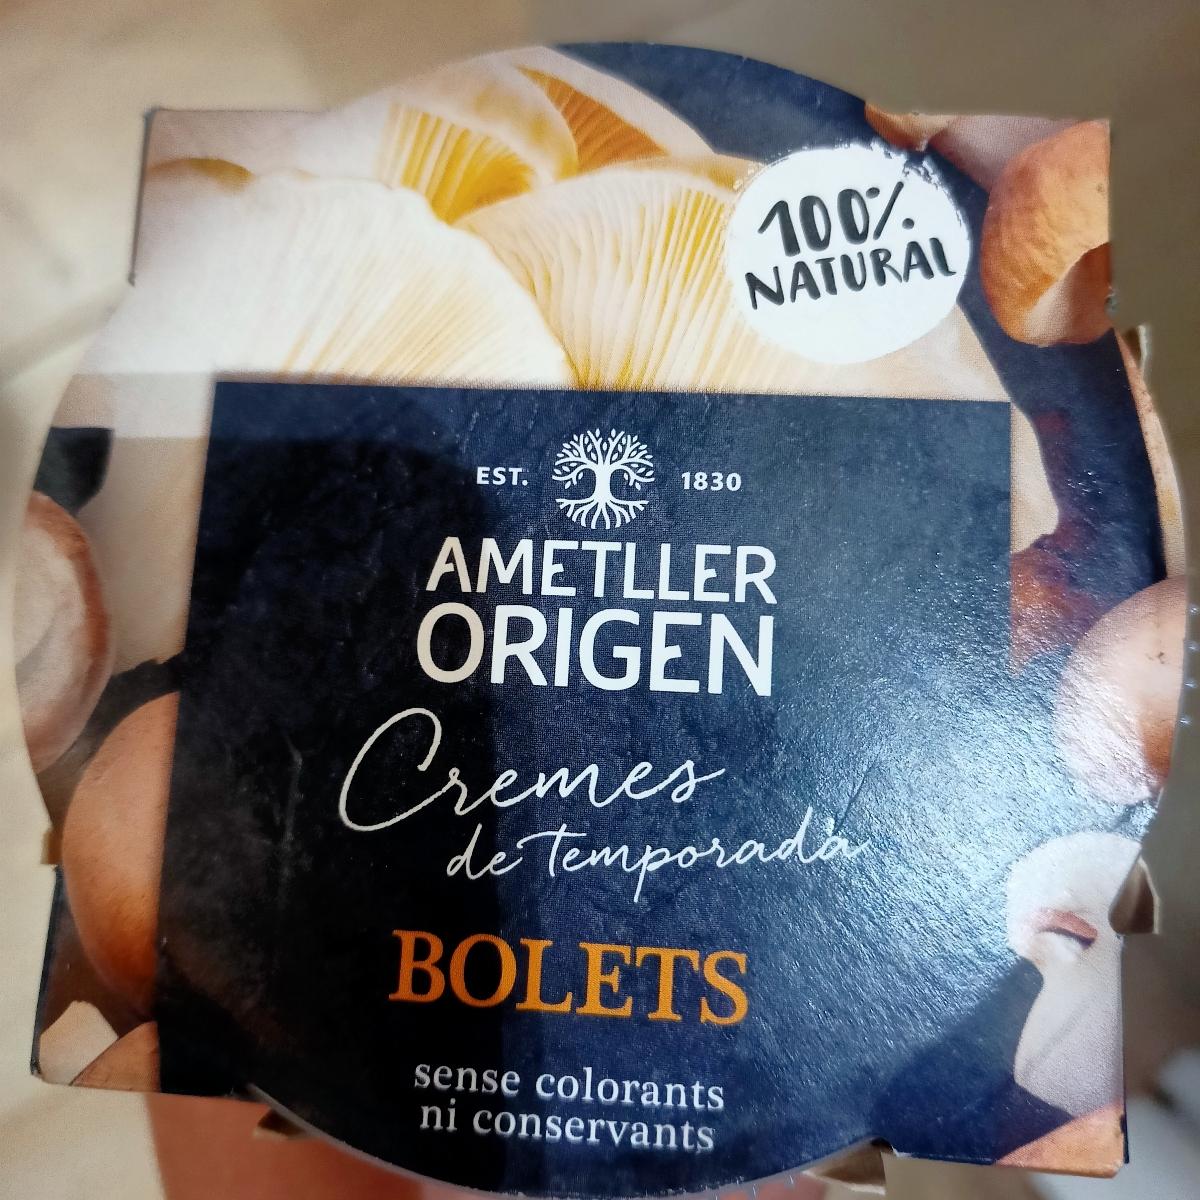 100%
NATURAL
EST. 1830
AMETLLER
ORIGEN
Cremes
de temporada
BOLETS
sense colorants
ni conservants